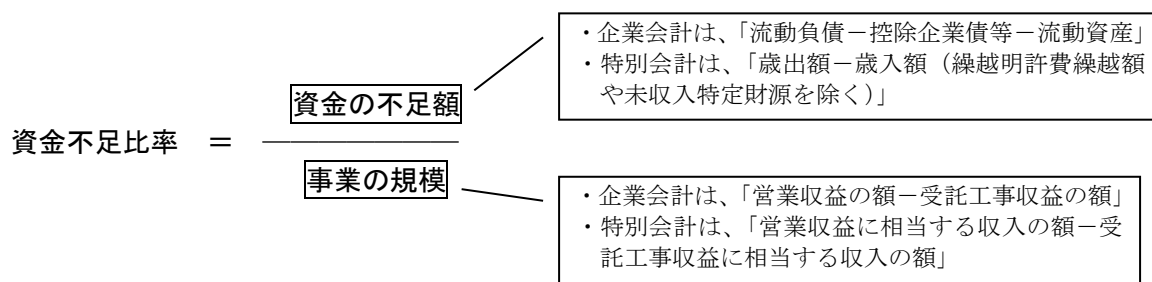 ・企業会計は、「流動負債－控除企業債等－流動資産」
・特別会計は、「歳出額－歳入額（繰越明許費繰越額
や未収入特定財源を除く）」
資金の不足額
資金不足比率　＝
事業の規模
・企業会計は、「営業収益の額－受託工事収益の額」
・特別会計は、「営業収益に相当する収入の額－受
託工事収益に相当する収入の額」